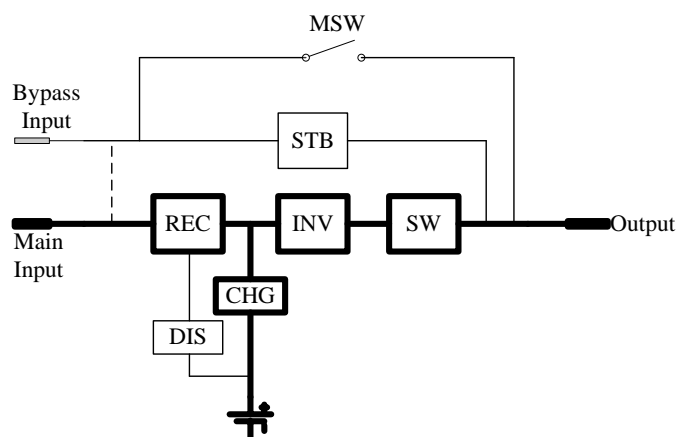 MSW
Bypass
Input
STB
REC
INV
SW
Output
Main
Input
CHG
DIS